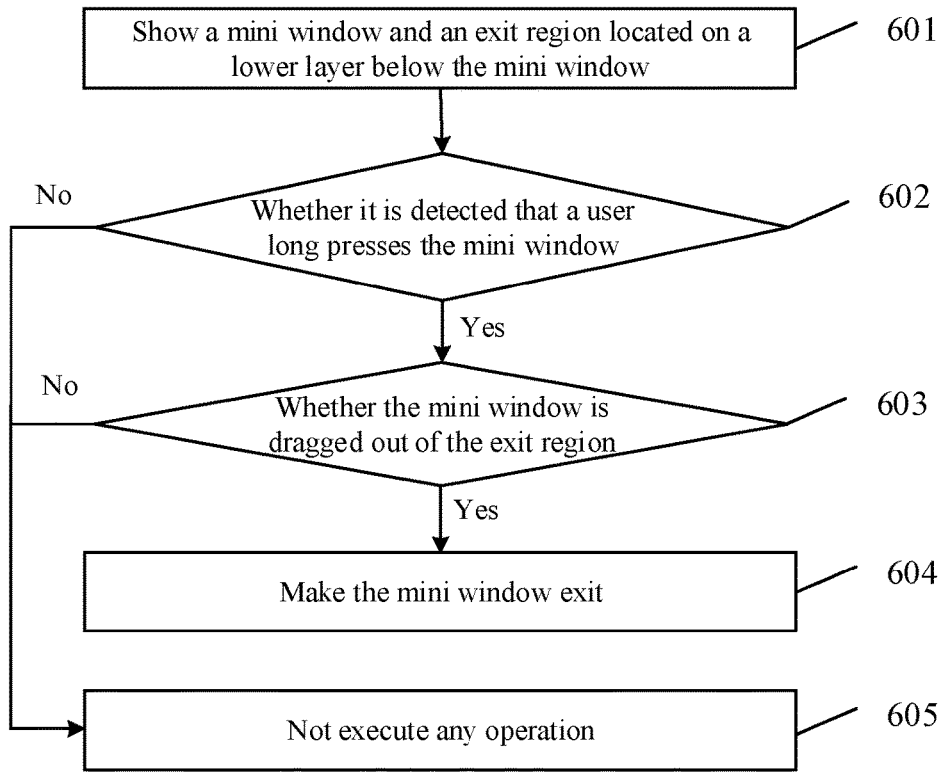 Show a mini window and an exit region located on a
lower layer below the mini window
601
No
Whether it is detected that a user
long presses the mini window
602
Yes
No
Whether the mini window is
dragged out of the exit region
603
Yes
Make the mini window exit
604
Not execute any operation
605